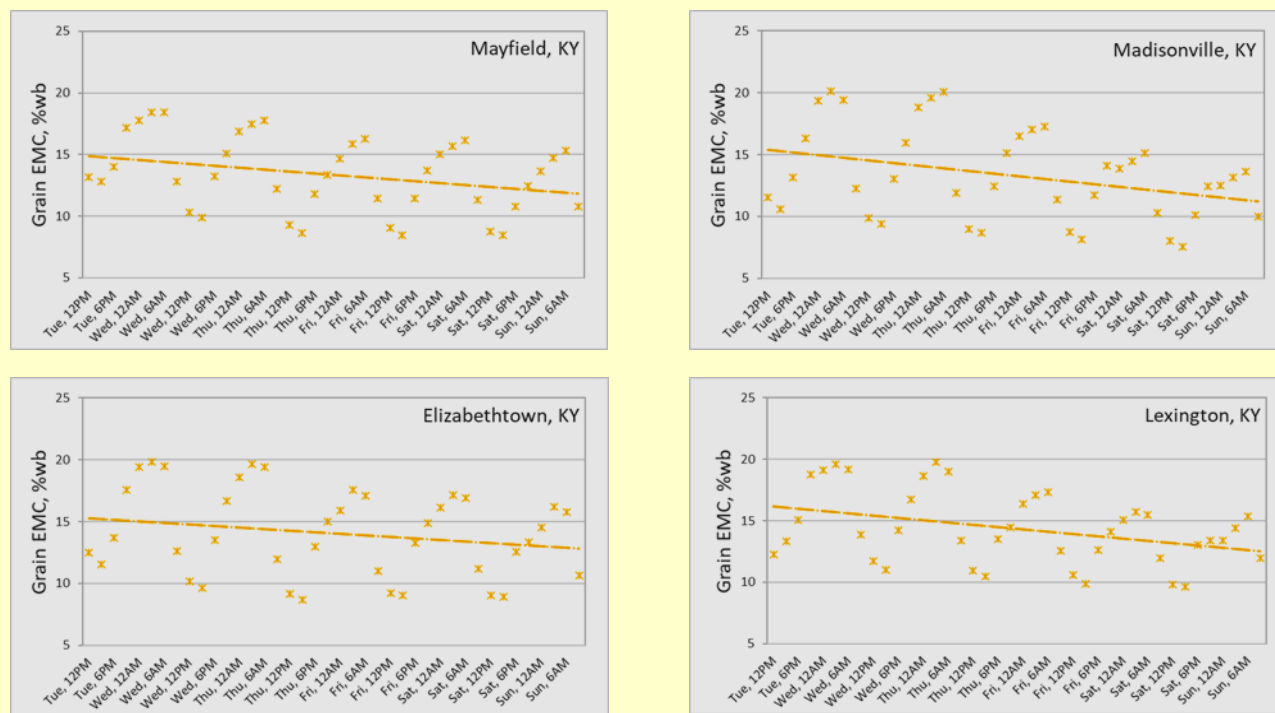 Mayfield, KY
Grain EMC, %wb
25
20
15
10
5
Tue, 12PM
Tue, 6PM
Wed, 12AM
Wed, 6AM
Wed, 12PM
Wed, 6PM
Thu, 12AM
Thu, 6AM
Thu, 12PM
Thu, 6PM
Fri, 12AM
Fri, 6AM
Fri, 12PM
Fri, 6PM
Sat, 12AM
Sat, 6AM
Sat, 12PM
Sat, 6PM
Sun, 12AM
Sun, 6AM
Madisonville, KY
Grain EMC, %wb
25
20
15
10
5
Tue, 12PM
Tue, 6PM
Wed, 12AM
Wed, 6AM
Wed, 12PM
Wed, 6PM
Thu, 12AM
Thu, 6AM
Thu, 12PM
Thu, 6PM
Fri, 12AM
Fri, 6AM
Fri, 12PM
Fri, 6PM
Sat, 12AM
Sat, 6AM
Sat, 12PM
Sat, 6PM
Sun, 12AM
Sun, 6AM
Elizabethtown, KY
Grain EMC, %wb
25
20
15
10
5
Tue, 12PM
Tue, 6PM
Wed, 12AM
Wed, 6AM
Wed, 12PM
Wed, 6PM
Thu, 12AM
Thu, 6AM
Thu, 12PM
Thu, 6PM
Fri, 12AM
Fri, 6AM
Fri, 12PM
Fri, 6PM
Sat, 12AM
Sat, 6AM
Sat, 12PM
Sat, 6PM
Sun, 12AM
Sun, 6AM
Lexington, KY
Grain EMC, %wb
25
20
15
10
5
Tue, 12PM
Tue, 6PM
Wed, 12AM
Wed, 6AM
Wed, 12PM
Wed, 6PM
Thu, 12AM
Thu, 6AM
Thu, 12PM
Thu, 6PM
Fri, 12AM
Fri, 6AM
Fri, 12PM
Fri, 6PM
Sat, 12AM
Sat, 6AM
Sat, 12PM
Sat, 6PM
Sun, 12AM
Sun, 6AM